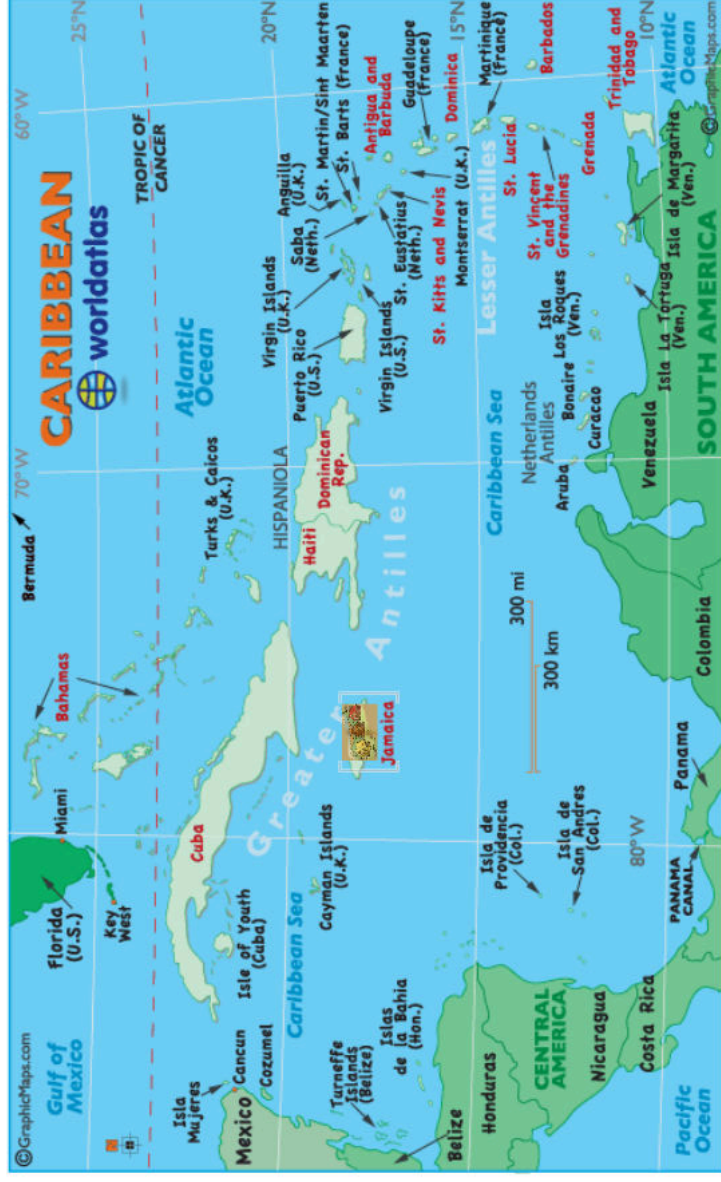 ©GraphicMaps.com
Gulf of
Mexico
Florida
(U.S.)
Key
West
Miami
Bahamas
Bermuda
70°W
CARIBBEAN
worldatlas
60°W
25°N
TROPIC OF
CANCER
Atlantic
Ocean
Turks & Caicos
(U.K.)
Isla
Mujeres
Cancun
Cozumel
Mexico
Cuba
Isle of Youth
(Cuba)
Caribbean Sea
Cayman Islands
(U.K.)
Greater Antilles
Jamaica
HISPANIOLA
Haiti
Dominican
Rep.
Puerto Rico
(U.S.)
Virgin Islands
(U.K.)
Virgin Islands
(U.S.)
20°N
Anguilla
(U.K.)
St. Martin/Sint Maarten
St. Barts (France)
Saba
(Neth.)
St. Eustatius
(Neth.)
St. Kitts and Nevis
Antigua and
Barbuda
Montserrat (U.K.)
Guadeloupe
(France)
Dominica
Martinique
(France)
15°N
Lesser Antilles
St. Lucia
Barbados
St. Vincent
and the
Grenadines
Grenada
Trinidad and
Tobago
10°N
Atlantic
Ocean
Turneffe
Islands
(Belize)
Islas
de la Bahia
(Hon.)
Belize
Honduras
CENTRAL
AMERICA
Nicaragua
Costa Rica
Pacific
Ocean
Isla de
Providencia
(Col.)
Isla de
San Andres
(Col.)
80°W
PANAMA
CANAL
Panama
300 mi
300 km
Caribbean Sea
Netherlands
Antilles
Aruba
Curacao
Bonaire
Isla
Los Roques
(Ven.)
Isla La Tortuga
(Ven.)
Isla de Margarita
(Ven.)
Colombia
Venezuela
SOUTH AMERICA
©GraphicMaps.com